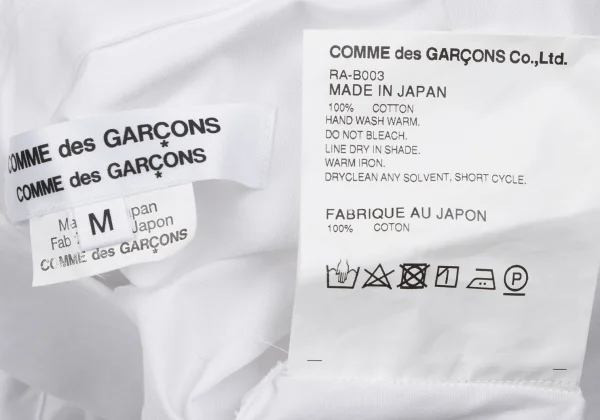 COMME des GARÇONS
COMME des GARÇONS
M
Fab Japon
COMME des GARÇONS
COMME des GARÇONS Co.,Ltd.
RA-B003
MADE IN JAPAN
100% COTTON
HAND WASH WARM.
DO NOT BLEACH.
LINE DRY IN SHADE.
WARM IRON.
DRYCLEAN ANY SOLVENT, SHORT CYCLE.
FABRIQUE AU JAPON
100% COTON
P